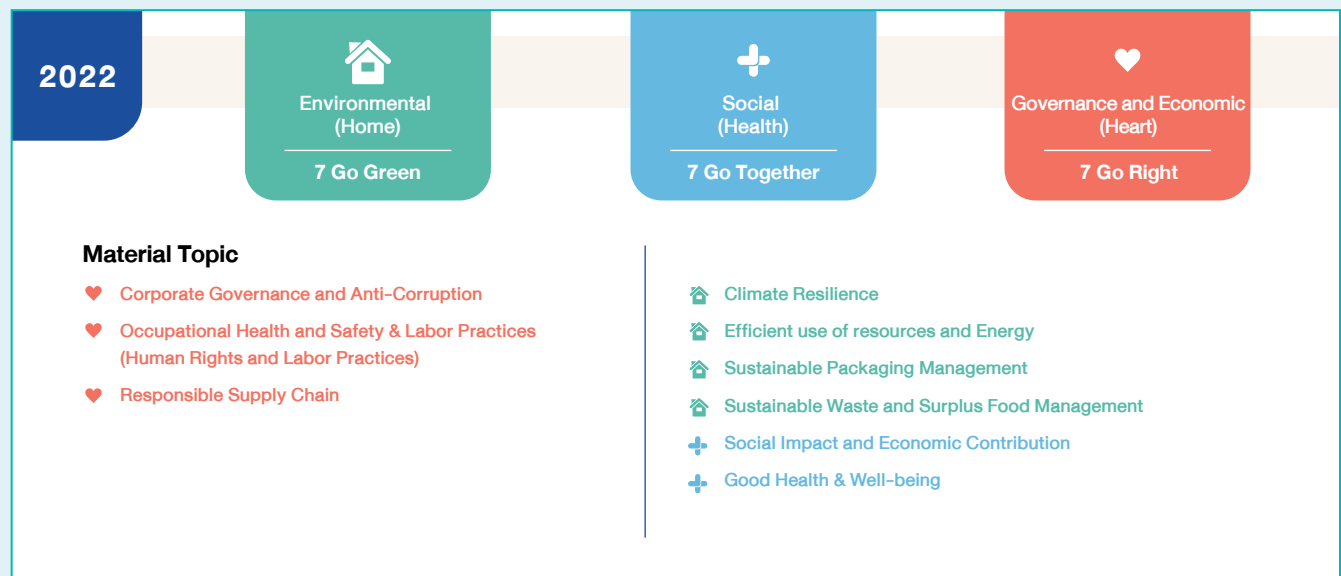 2022
Environmental
(Home)
7 Go Green
Social
(Health)
7 Go Together
Governance and Economic
(Heart)
7 Go Right
Material Topic
Corporate Governance and Anti-Corruption
Occupational Health and Safety & Labor Practices
(Human Rights and Labor Practices)
Responsible Supply Chain
Climate Resilience
Efficient use of resources and Energy
Sustainable Packaging Management
Sustainable Waste and Surplus Food Management
Social Impact and Economic Contribution
Good Health & Well-being